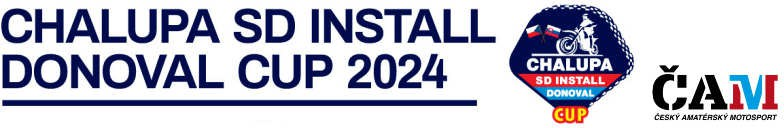 CHALUPA SD INSTALL
DONOVAL CUP 2024
CHALUPA
SD INSTALL
DONOVAL
CUP
ČAM
ČESKÝ AMATÉRSKÝ MOTOSPORT